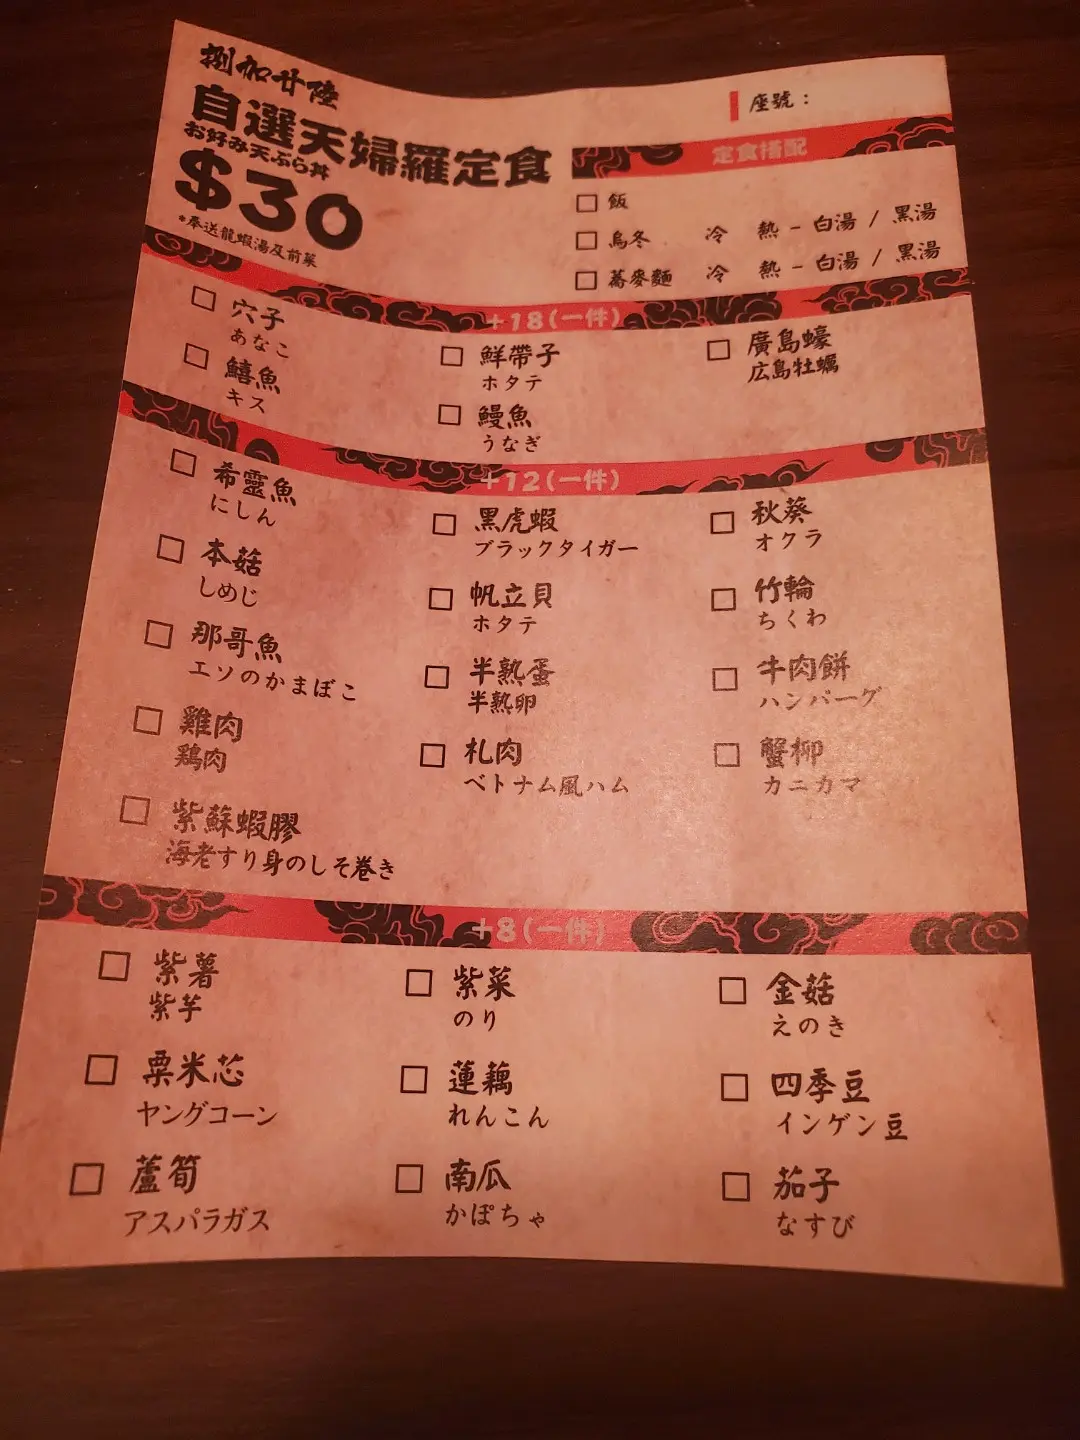 捌加廿陸
自選天婦羅定食
お好み天ぷら丼
$30
*奉送龍蝦湯及前菜
座號：
定食搭配
飯
烏冬 冷 熱 - 白湯 / 黑湯
蕎麥麵 冷 熱 - 白湯 / 黑湯
+18(一件)
穴子
あなこ
鱚魚
キス
鮮帶子
ホタテ
鰻魚
うなぎ
廣島蠔
広島牡蠣
+12(一件)
希靈魚
にしん
本菇
しめじ
那哥魚
エソのかまぼこ
雞肉
鶏肉
紫蘇蝦膠
海老すり身のしそ巻き
黑虎蝦
ブラックタイガー
帆立貝
ホタテ
半熟蛋
半熟卵
札肉
ベトナム風ハム
秋葵
オクラ
竹輪
ちくわ
牛肉餅
ハンバーグ
蟹柳
カニカマ
+8(一件)
紫薯
紫芋
粟米芯
ヤングコーン
蘆筍
アスパラガス
紫菜
のり
蓮藕
れんこん
南瓜
かぽちゃ
金菇
えのき
四季豆
インゲン豆
茄子
なすび